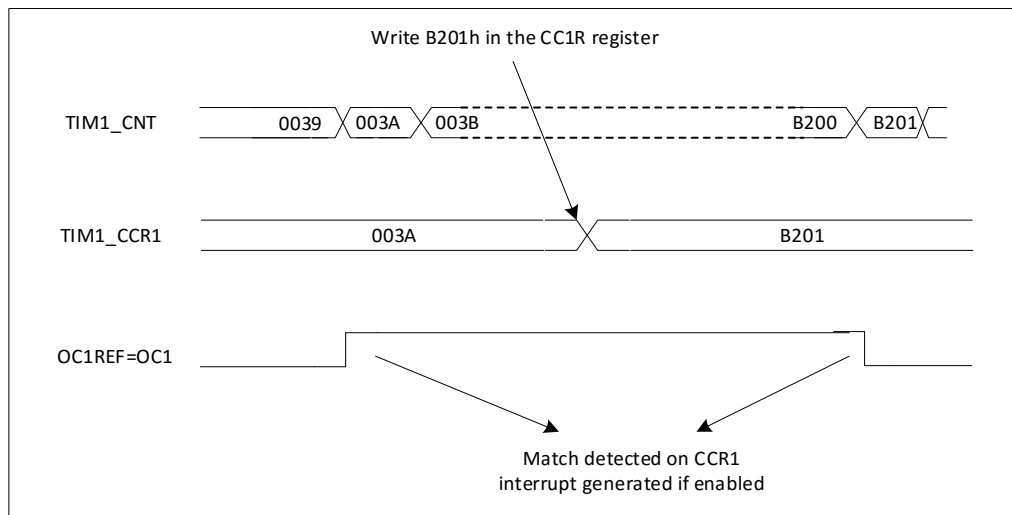 Write B201h in the CC1R register
TIM1_CNT 0039 003A 003B B200 B201
TIM1_CCR1 003A B201
OC1REF=OC1
Match detected on CCR1
interrupt generated if enabled